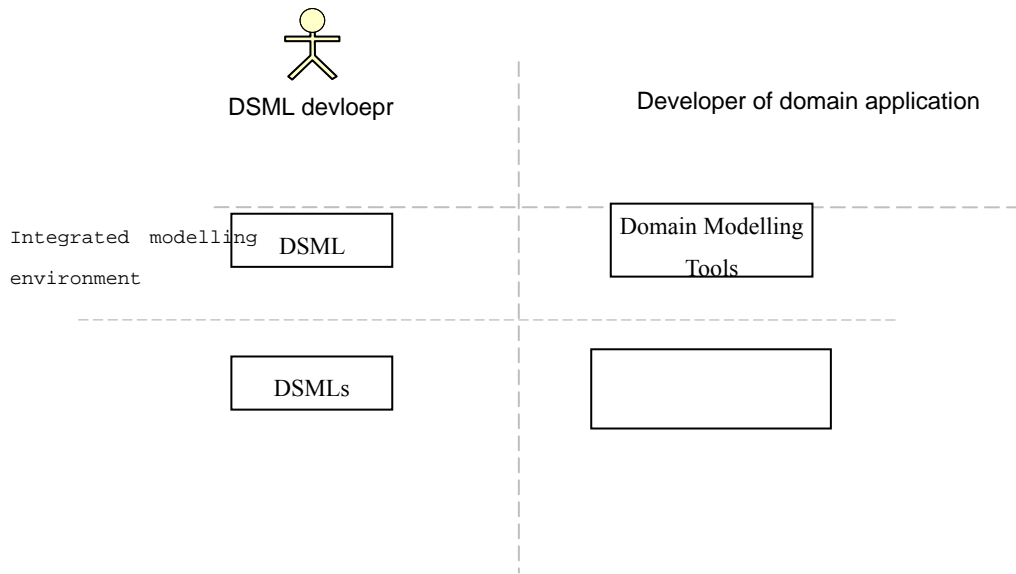 DSML devloepr
Developer of domain application
Integrated modelling
environment
DSML
Domain Modelling
Tools
DSMLs